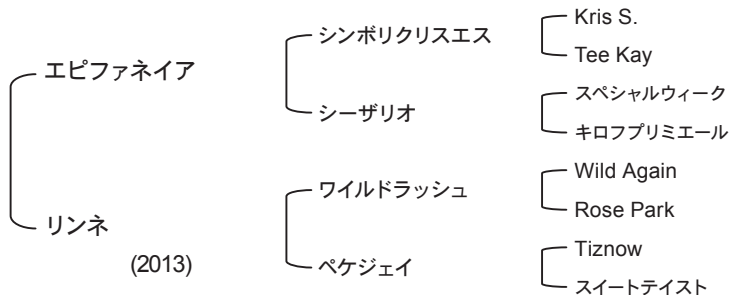 エピファネイア
シンボリクリスエス
Kris S.
Tee Kay
シーザリオ
スペシャルウィーク
キロフプリミエール
リンネ
(2013)
ワイルドラッシュ
Wild Again
Rose Park
ペケジェイ
Tiznow
スイートテイスト